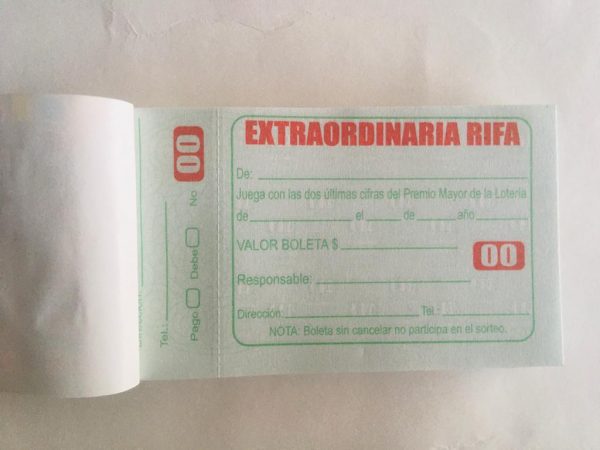 EXTRAORDINARIA RIFA
De:
Juega con las dos últimas cifras del Premio Mayor de la Lotería
de el de año
VALOR BOLETA $
00
Responsable:
Dirección: Tel.:
NOTA: Boleta sin cancelar no participa en el sorteo.
No 00
Pago Debe
Tel.:
Dirección: